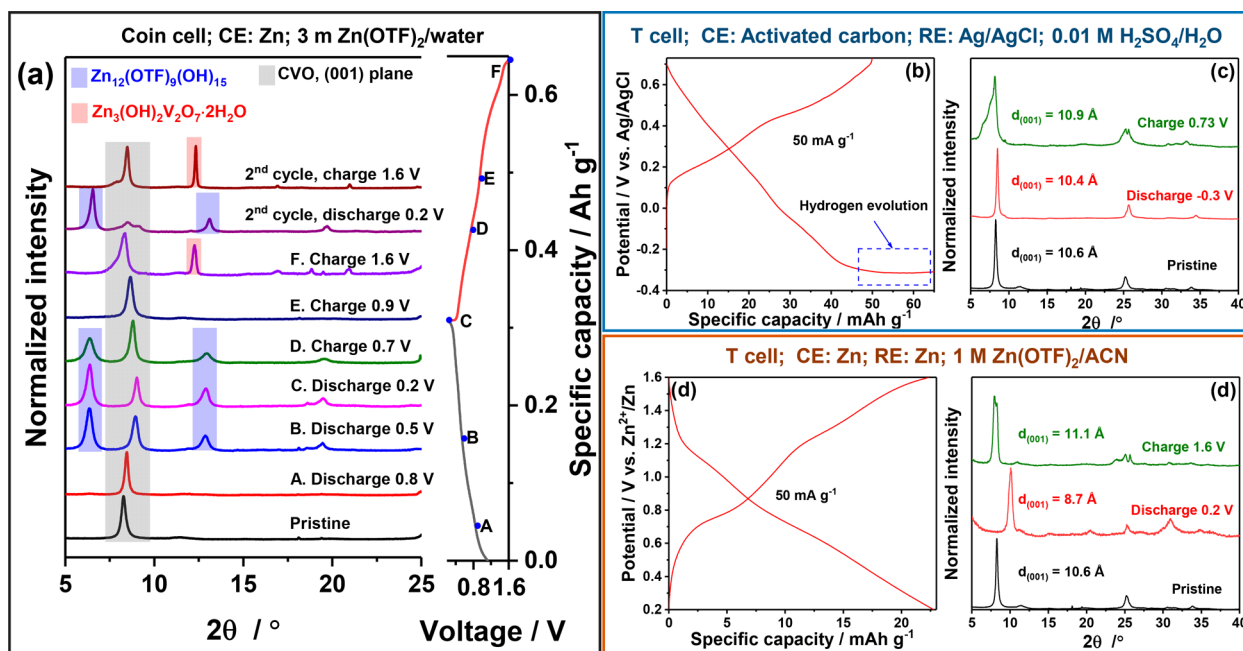 Coin cell; CE: Zn; 3 m Zn(OTF)₂/water
(a)
Zn₁₂(OTF)₉(OH)₁₅
CVO, (001) plane
Zn₃(OH)₂V₂O₇·2H₂O
2ⁿᵈ cycle, charge 1.6 V
2ⁿᵈ cycle, discharge 0.2 V
F. Charge 1.6 V
E. Charge 0.9 V
D. Charge 0.7 V
C. Discharge 0.2 V
B. Discharge 0.5 V
A. Discharge 0.8 V
Pristine
Normalized intensity
5 10 15 20 25
2θ / °
F
E
D
C
B
A
0.6
0.4
0.2
0.0
Specific capacity / Ah g⁻¹
0.8 1.6
Voltage / V
T cell; CE: Activated carbon; RE: Ag/AgCl; 0.01 M H₂SO₄/H₂O
(b)
50 mA g⁻¹
Hydrogen evolution
Potential / V vs. Ag/AgCl
0.6
0.4
0.2
0.0
-0.2
-0.4
0 10 20 30 40 50 60
Specific capacity / mAh g⁻¹
(c)
d₍₀₀₁₎ = 10.9 Å
Charge 0.73 V
d₍₀₀₁₎ = 10.4 Å
Discharge -0.3 V
d₍₀₀₁₎ = 10.6 Å
Pristine
Normalized intensity
5 10 15 20 25 30 35 40
2θ / °
T cell; CE: Zn; RE: Zn; 1 M Zn(OTF)₂/ACN
(d)
50 mA g⁻¹
Potential / V vs. Zn²⁺/Zn
1.6
1.4
1.2
1.0
0.8
0.6
0.4
0.2
0 5 10 15 20
Specific capacity / mAh g⁻¹
(d)
d₍₀₀₁₎ = 11.1 Å
Charge 1.6 V
d₍₀₀₁₎ = 8.7 Å
Discharge 0.2 V
d₍₀₀₁₎ = 10.6 Å
Pristine
Normalized intensity
5 10 15 20 25 30 35 40
2θ / °